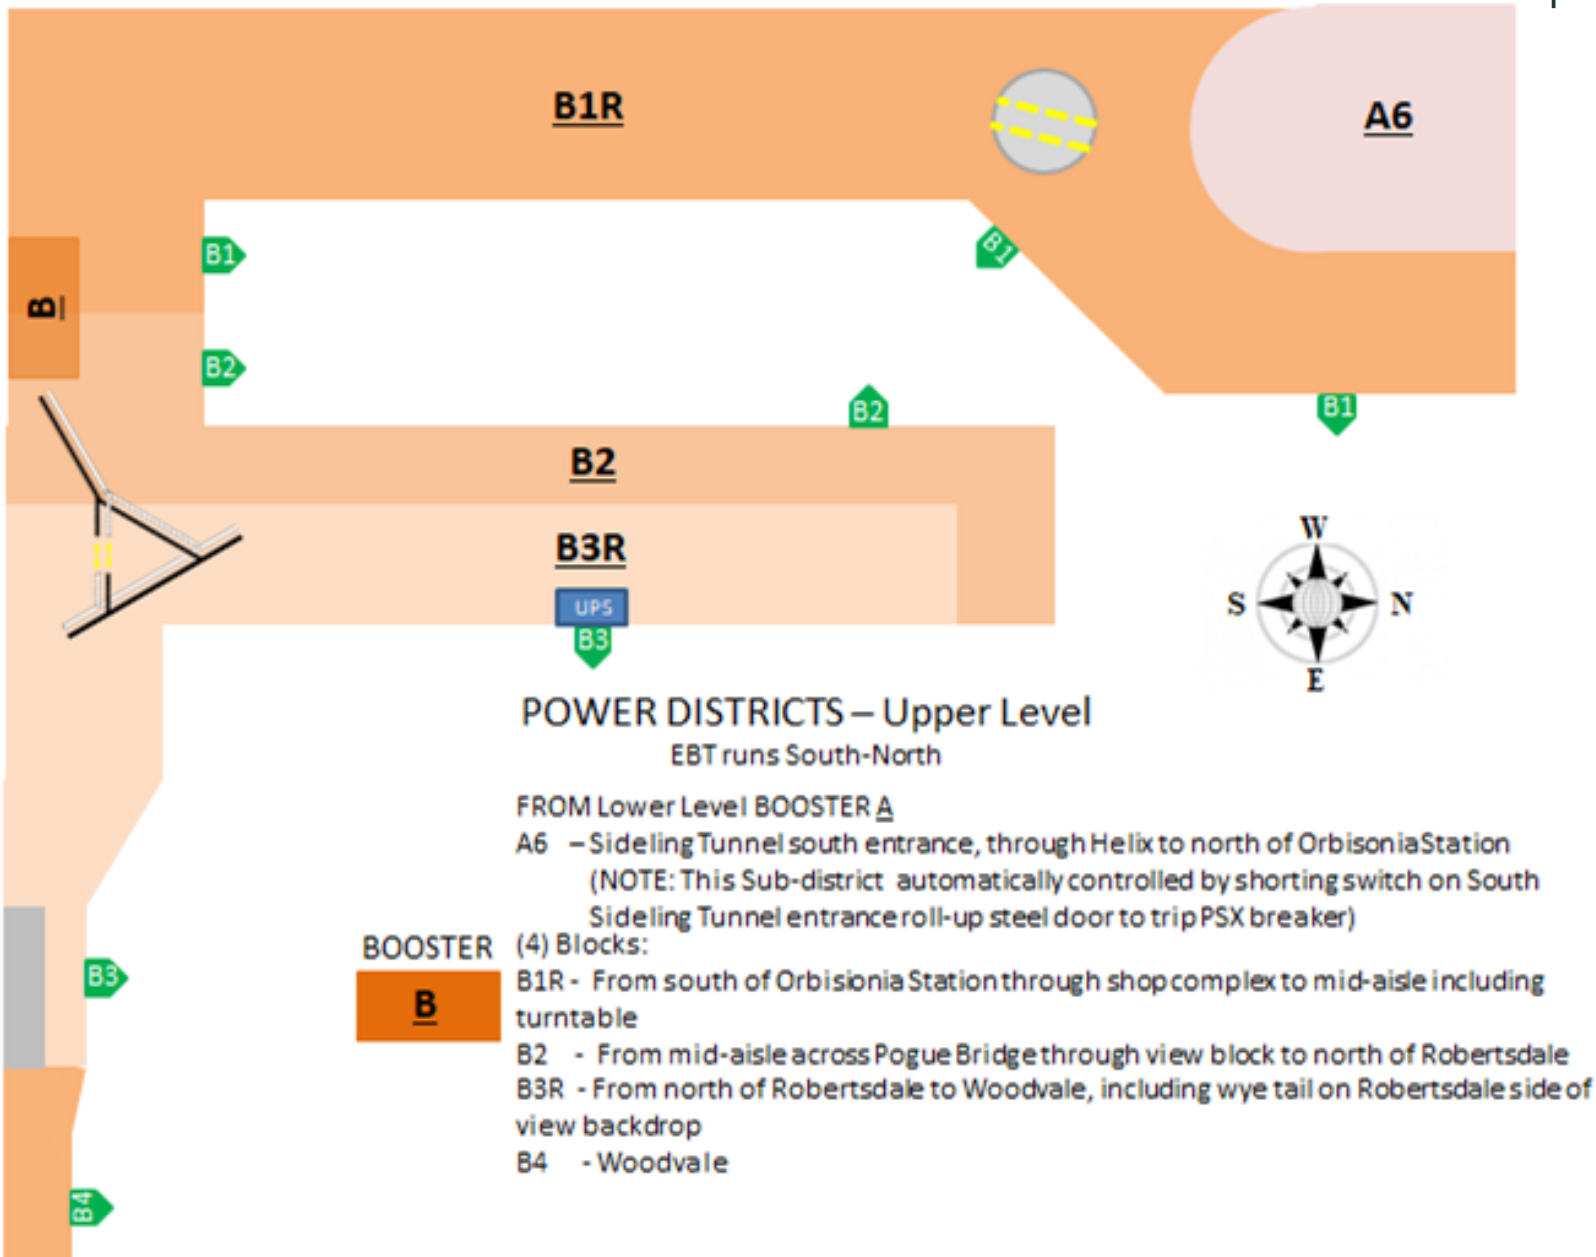 B1R
A6
B1
B1
B
B2
B2
B1
B2
B3R
UPS
B3
W
S
N
E
POWER DISTRICTS – Upper Level
EBT runs South-North
FROM Lower Level BOOSTER A
A6 – Sideling Tunnel south entrance, through Helix to north of Orbisonia Station
(NOTE: This Sub-district automatically controlled by shorting switch on South
Sideling Tunnel entrance roll-up steel door to trip PSX breaker)
BOOSTER
B
(4) Blocks:
B1R - From south of Orbisionia Station through shop complex to mid-aisle including
turntable
B2 - From mid-aisle across Pogue Bridge through view block to north of Robertsdale
B3R - From north of Robertsdale to Woodvale, including wye tail on Robertsdale side of
view backdrop
B4 - Woodvale
B3
B4